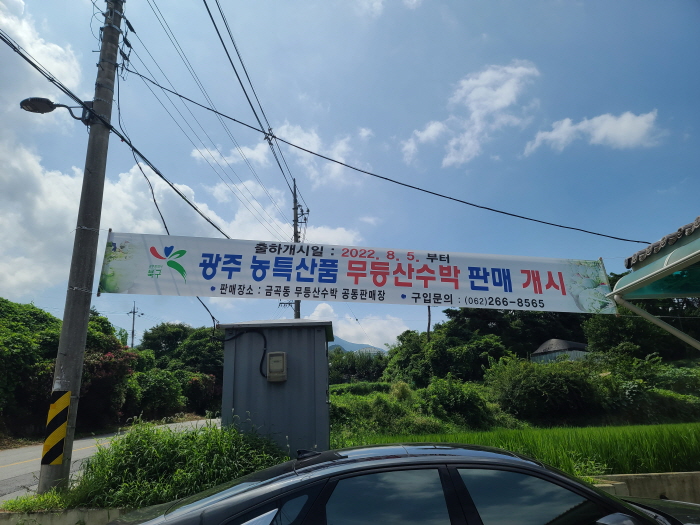 출하개시일 : 2022. 8. 5. 부터
북구
광주 농특산품 무등산수박 판매 개시
• 판매장소 : 금곡동 무등산수박 공동판매장 • 구입문의 : (062)266-8565